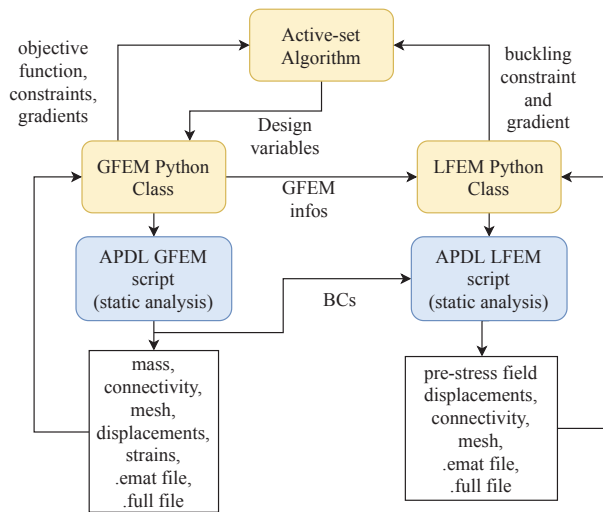 objective
function,
constraints,
gradients
Active-set
Algorithm
buckling
constraint
and
gradient
Design
variables
GFEM Python
Class
GFEM
infos
LFEM Python
Class
APDL GFEM
script
(static analysis)
BCs
APDL LFEM
script
(static analysis)
mass,
connectivity,
mesh,
displacements,
strains,
.emat file,
.full file
pre-stress field
displacements,
connectivity,
mesh,
.emat file,
.full file